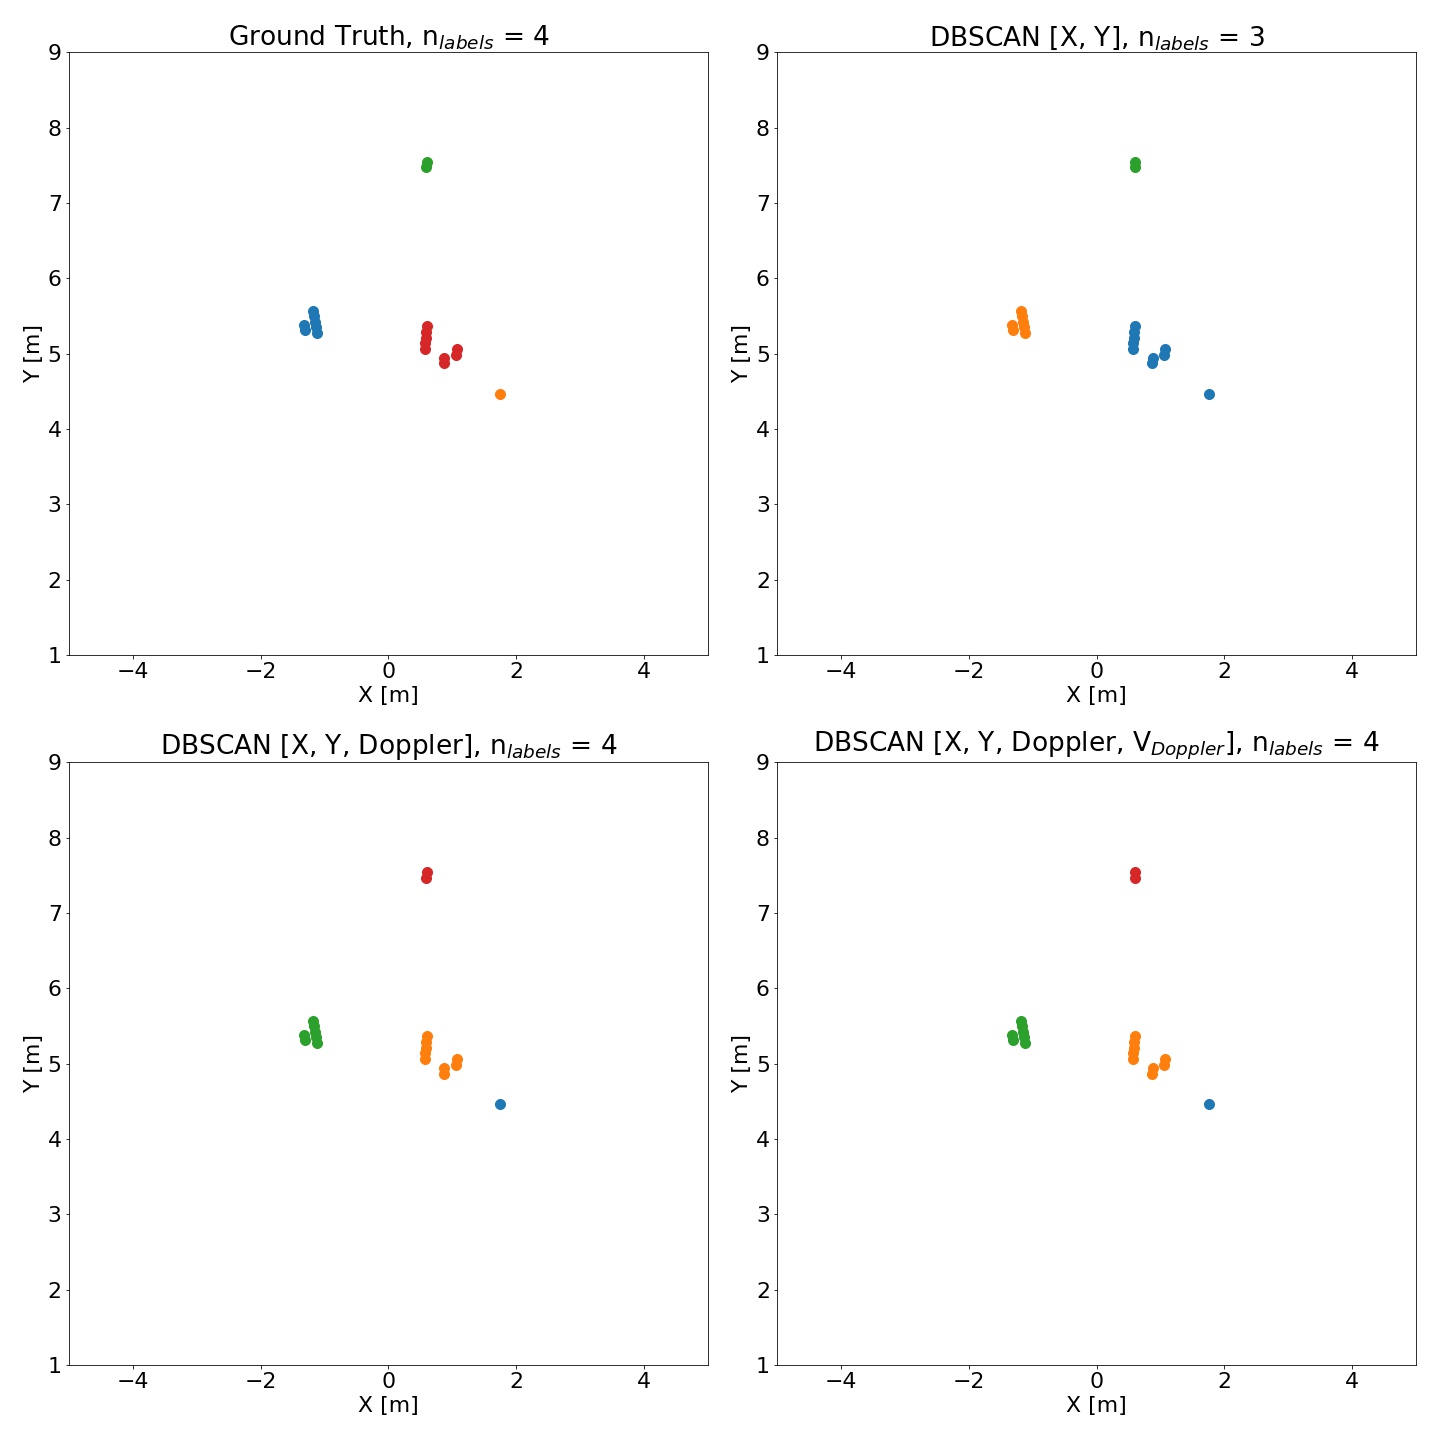 Ground Truth, n_labels = 4
9
8
7
6
5
4
3
2
1
Y [m]
−4 −2 0 2 4
X [m]
DBSCAN [X, Y], n_labels = 3
9
8
7
6
5
4
3
2
1
Y [m]
−4 −2 0 2 4
X [m]
DBSCAN [X, Y, Doppler], n_labels = 4
9
8
7
6
5
4
3
2
1
Y [m]
−4 −2 0 2 4
X [m]
DBSCAN [X, Y, Doppler, V_Doppler], n_labels = 4
9
8
7
6
5
4
3
2
1
Y [m]
−4 −2 0 2 4
X [m]